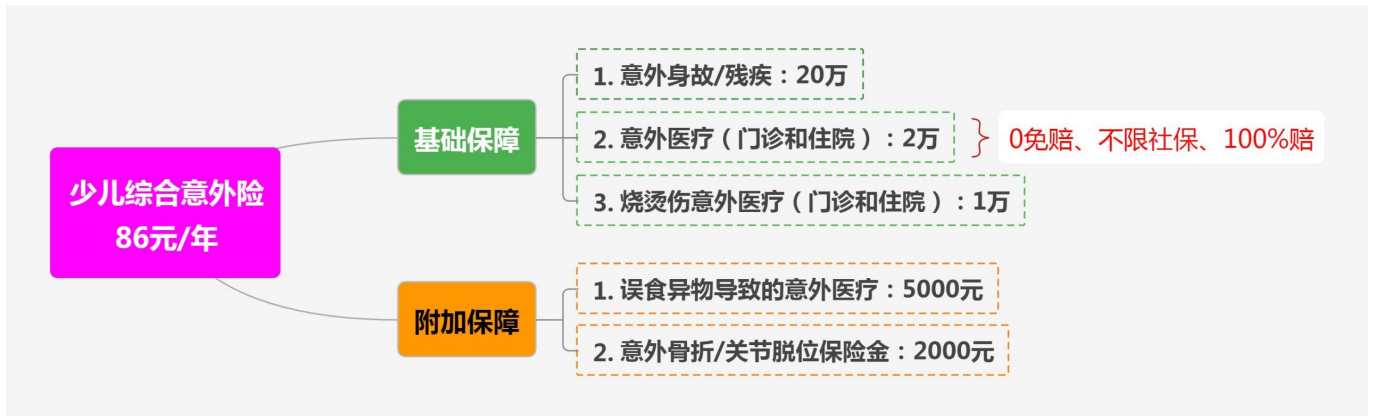 少儿综合意外险
86元/年
基础保障
1. 意外身故/残疾：20万
2. 意外医疗（门诊和住院）：2万
0免赔、不限社保、100%赔
3. 烧烫伤意外医疗（门诊和住院）：1万
附加保障
1. 误食异物导致的意外医疗：5000元
2. 意外骨折/关节脱位保险金：2000元